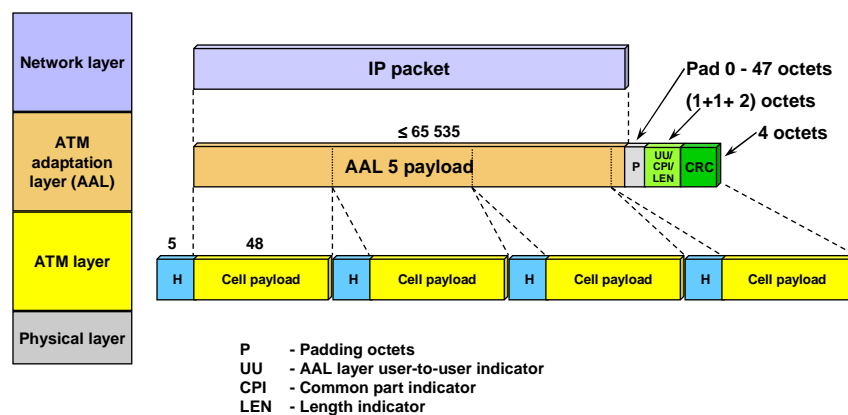 Network layer
IP packet
Pad 0 - 47 octets
(1+1+ 2) octets
4 octets
≤ 65 535
ATM
adaptation
layer (AAL)
AAL 5 payload
P
UU/
CPI/
LEN
CRC
ATM layer
5
48
H
Cell payload
H
Cell payload
H
Cell payload
H
Cell payload
Physical layer
P - Padding octets
UU - AAL layer user-to-user indicator
CPI - Common part indicator
LEN - Length indicator